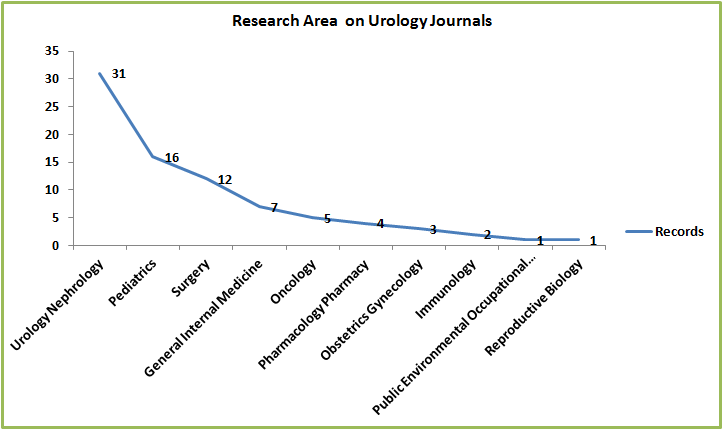 Research Area on Urology Journals
35
30
25
20
15
10
5
0
31
16
12
7
5
4
3
2
1
1
Records
Urology Nephrology
Pediatrics
Surgery
General Internal Medicine
Oncology
Pharmacology Pharmacy
Obstetrics Gynecology
Immunology
Public Environmental Occupational...
Reproductive Biology